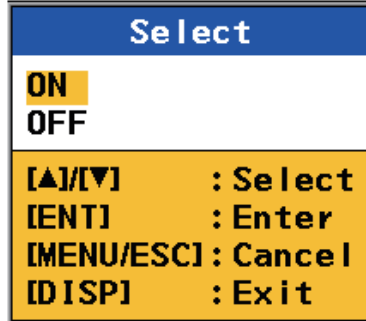 Select
ON
OFF
[▲]/[▼] : Select
[ENT] : Enter
[MENU/ESC] : Cancel
[DISP] : Exit